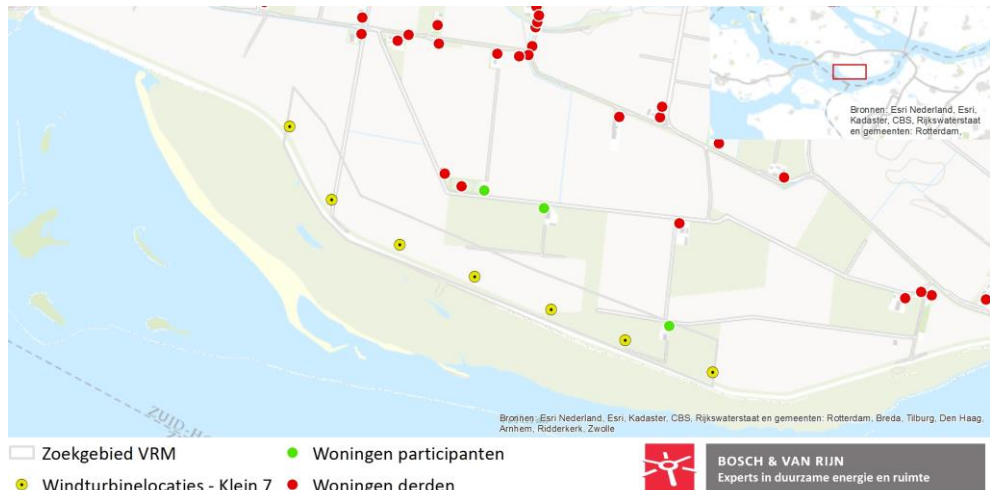 Bronnen: Esri Nederland, Esri,
Kadaster, CBS, Rijkswaterstaat
en gemeenten: Rotterdam,
ZUID-H
Bronnen: Esri Nederland, Esri, Kadaster, CBS, Rijkswaterstaat en gemeenten: Rotterdam, Breda, Tilburg, Den Haag,
Arnhem, Ridderkerk, Zwolle
Zoekgebied VRM
Woningen participanten
Windturbinelocaties - Klein 7
Woningen derden
BOSCH & VAN RIJN
Experts in duurzame energie en ruimte